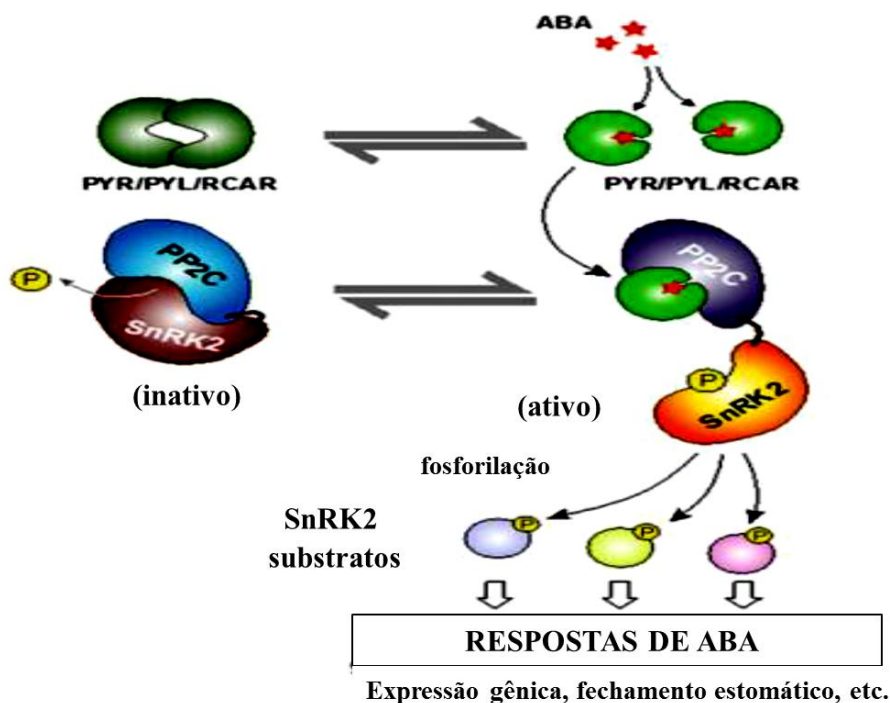 ABA
PYR/PYL/RCAR
PYR/PYL/RCAR
PP2C
P
SnRK2
(inativo)
PP2C
P
SnRK2
(ativo)
fosforilação
SnRK2
substratos
P
P
P
RESPOSTAS DE ABA
Expressão gênica, fechamento estomático, etc.